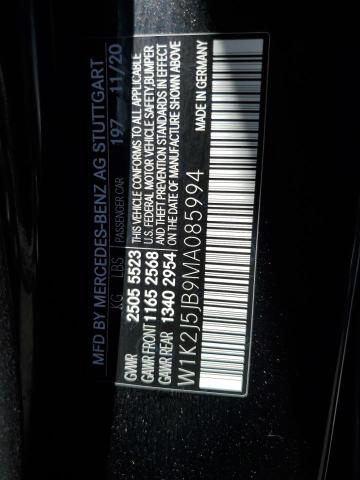 MFD BY MERCEDES-BENZ AG STUTTGART
KG LBS PASSENGER CAR 197 11/20
GVWR 2505 5523 THIS VEHICLE CONFORMS TO ALL APPLICABLE
GAWR FRONT 1165 2568 U.S. FEDERAL MOTOR VEHICLE SAFETY, BUMPER
GAWR REAR 1340 2954 AND THEFT PREVENTION STANDARDS IN EFFECT
ON THE DATE OF MANUFACTURE SHOWN ABOVE
W1K2J5JB9MA085994 MADE IN GERMANY